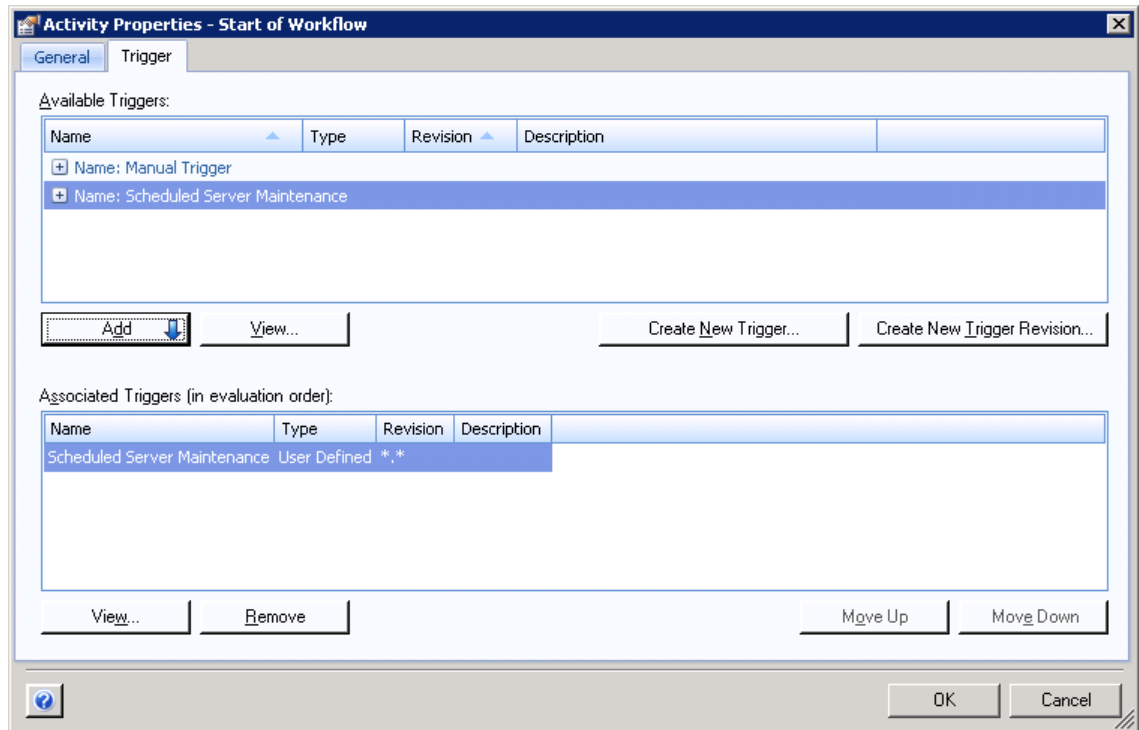 Activity Properties - Start of Workflow
General Trigger
Available Triggers:
Name Type Revision Description
Name: Manual Trigger
Name: Scheduled Server Maintenance
Add View... Create New Trigger... Create New Trigger Revision...
Associated Triggers (in evaluation order):
Name Type Revision Description
Scheduled Server Maintenance User Defined *.*
View... Remove Move Up Move Down
OK Cancel